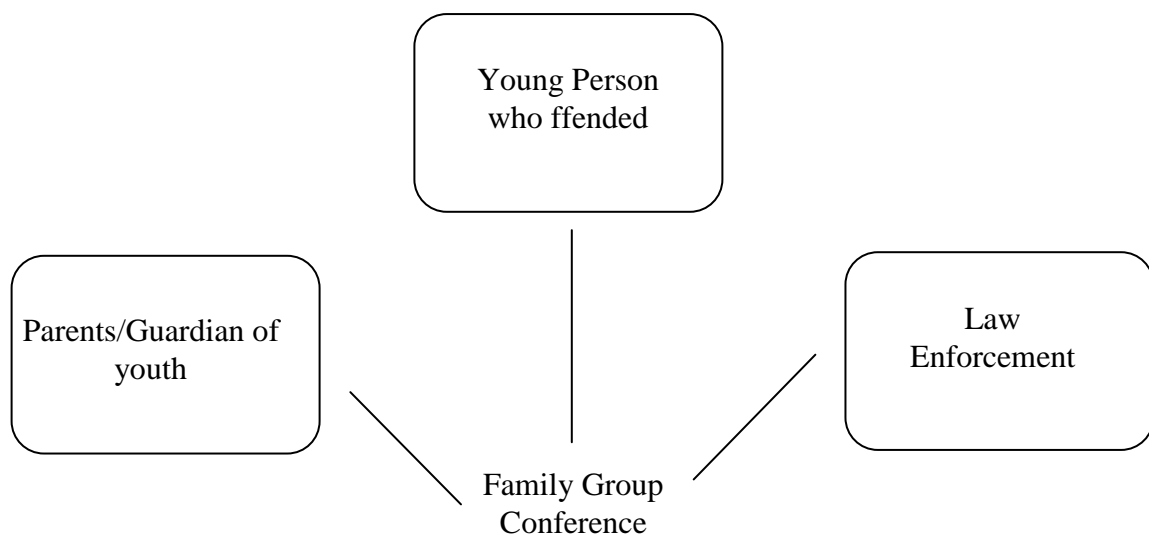 Young Person
who ffended
Parents/Guardian of
youth
Law
Enforcement
Family Group
Conference